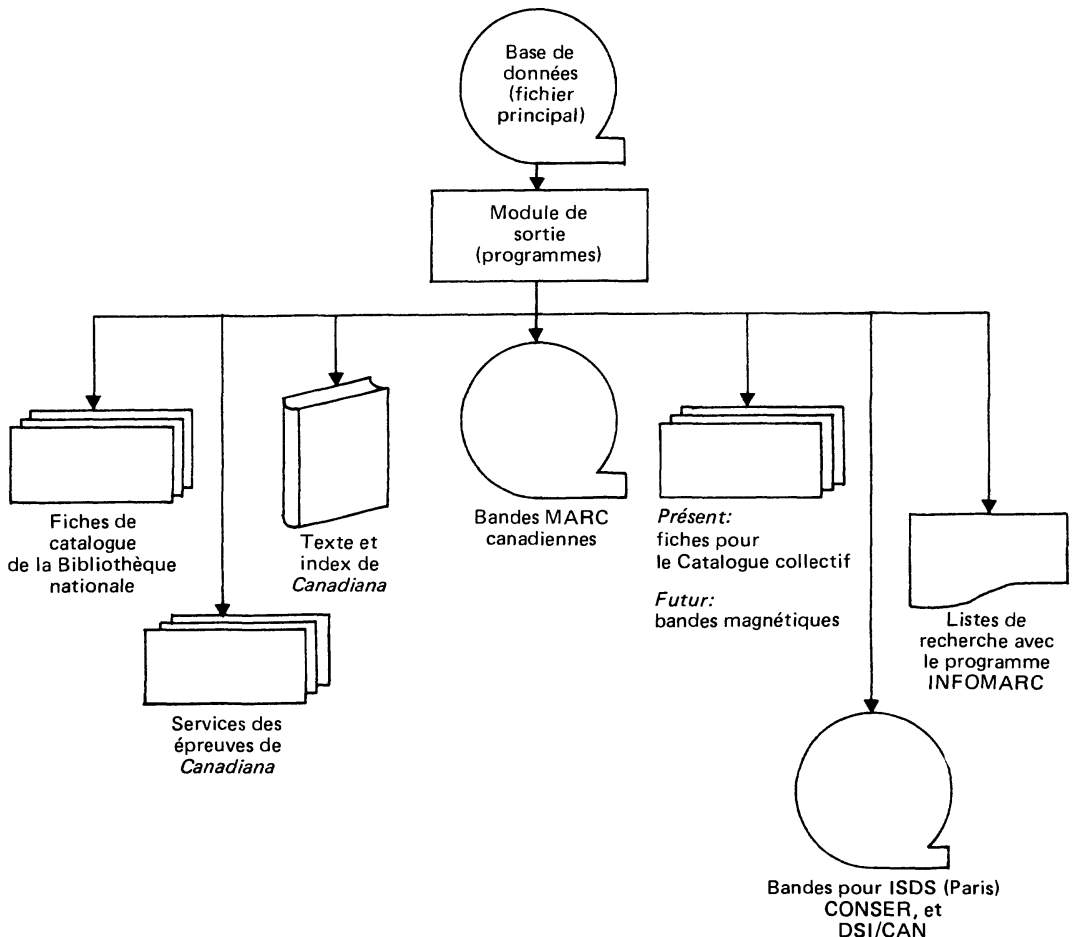 Base de
données
(fichier
principal)
Module de
sortie
(programmes)
Fiches de
catalogue
de la Bibliothèque
nationale
Services des
épreuves de
Canadiana
Texte et
index de
Canadiana
Bandes MARC
canadiennes
Présent:
fiches pour
le Catalogue collectif
Futur:
bandes magnétiques
Bandes pour ISDS (Paris)
CONSER, et
DSI/CAN
Listes de
recherche avec
le programme
INFOMARC